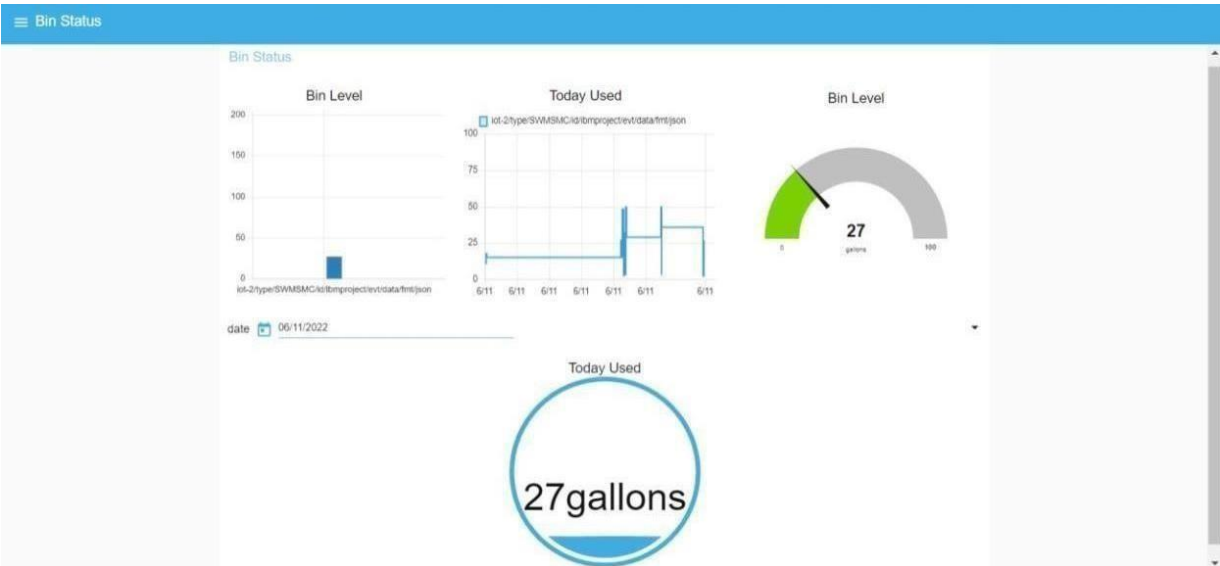 Bin Status
Bin Status
Bin Level
200
150
100
50
0
iot-2/type/SWMSMC/id/ibmproject/evt/data/fmt/json
Today Used
iot-2/type/SWMSMC/id/ibmproject/evt/data/fmt/json
100
75
50
25
0
6/11 6/11 6/11 6/11 6/11 6/11 6/11
Bin Level
27
gallons
0 100
date 06/11/2022
Today Used
27gallons